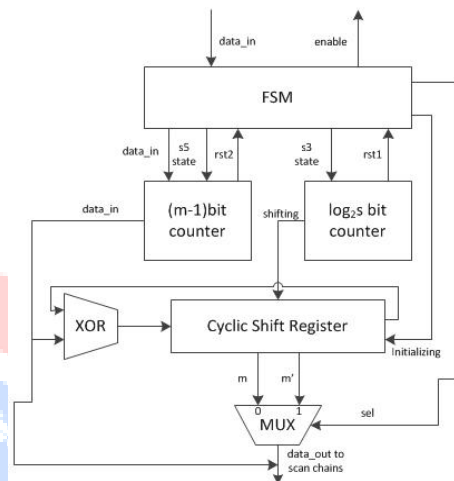 data_in
enable
FSM
data_in
s5
state
rst2
s3
state
rst1
data_in
(m-1)bit
counter
shifting
log₂s bit
counter
XOR
Cyclic Shift Register
Initializing
m
m'
0
1
MUX
sel
data_out to
scan chains